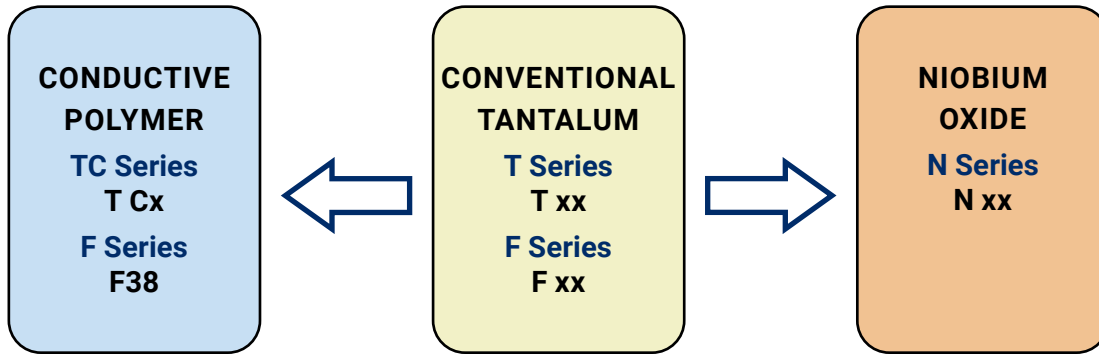 CONDUCTIVE
POLYMER
TC Series
T Cx
F Series
F38
CONVENTIONAL
TANTALUM
T Series
T xx
F Series
F xx
NIOBIUM
OXIDE
N Series
N xx